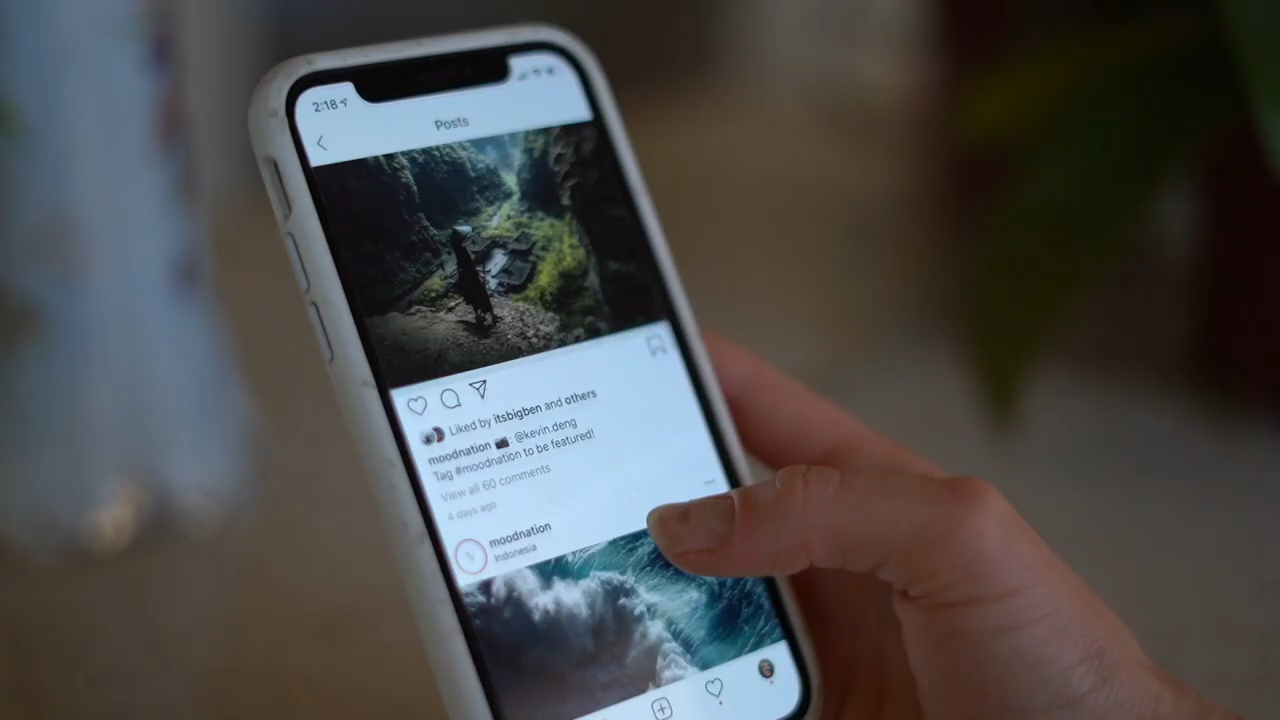 2:18
Posts
Liked by itsbigben and others
moodnation 📷: @kevin.deng
Tag #moodnation to be featured!
View all 60 comments
4 days ago
moodnation
Indonesia